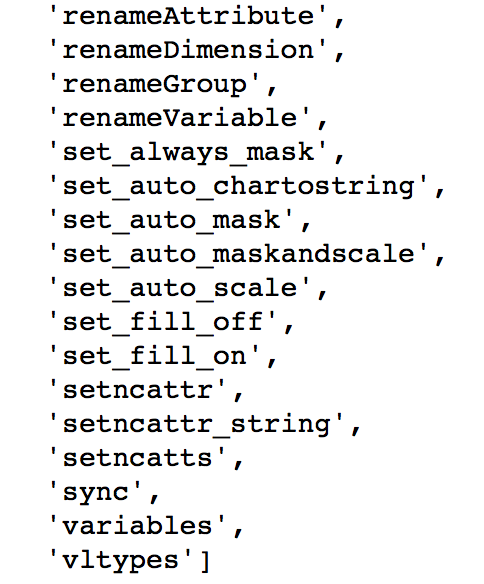 'renameAttribute',
'renameDimension',
'renameGroup',
'renameVariable',
'set_always_mask',
'set_auto_chartostring',
'set_auto_mask',
'set_auto_maskandscale',
'set_auto_scale',
'set_fill_off',
'set_fill_on',
'setncattr',
'setncattr_string',
'setncatts',
'sync',
'variables',
'vltypes']